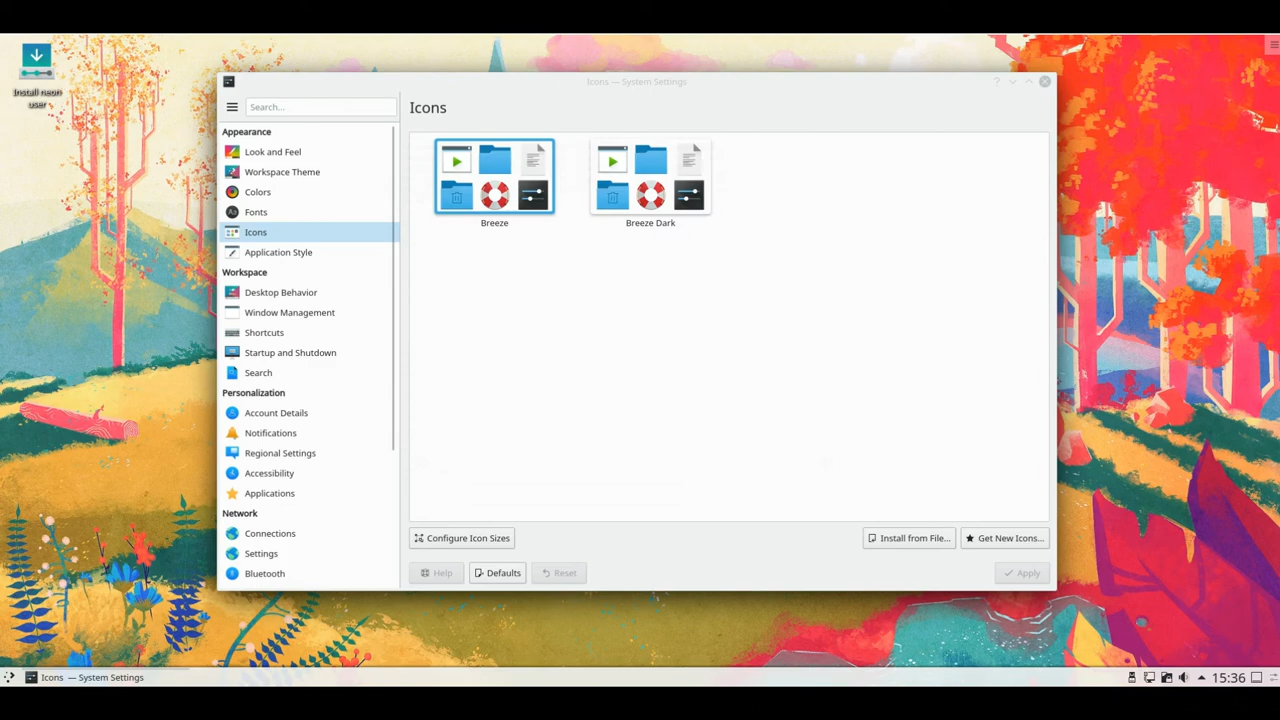 Install neon
user
Icons — System Settings
Search...
Icons
Appearance
Look and Feel
Workspace Theme
Colors
Fonts
Icons
Application Style
Workspace
Desktop Behavior
Window Management
Shortcuts
Startup and Shutdown
Search
Personalization
Account Details
Notifications
Regional Settings
Accessibility
Applications
Network
Connections
Settings
Bluetooth
Breeze
Breeze Dark
Configure Icon Sizes
Install from File...
Get New Icons...
Help
Defaults
Reset
Apply
Icons — System Settings
15:36